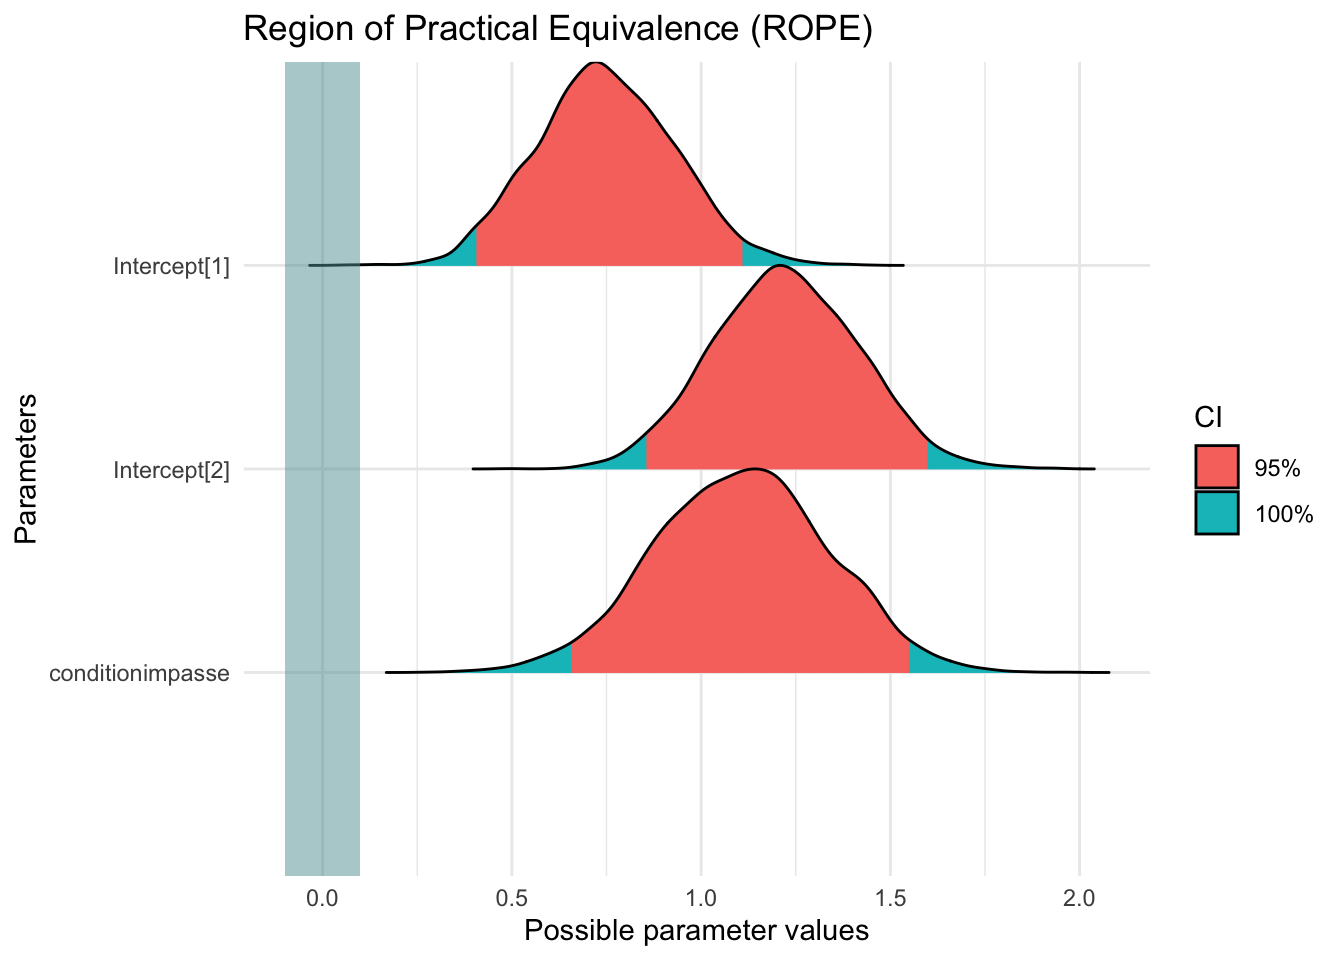 Region of Practical Equivalence (ROPE)
Parameters
Intercept[1]
Intercept[2]
conditionimpasse
0.0 0.5 1.0 1.5 2.0
Possible parameter values
CI
95%
100%